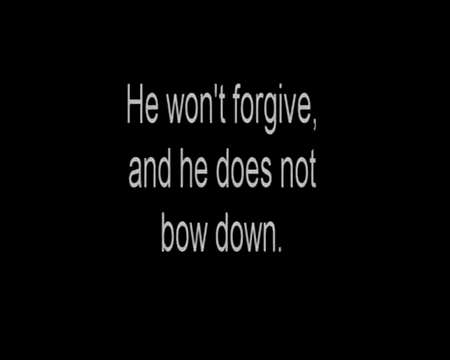 He won't forgive,
and he does not
bow down.